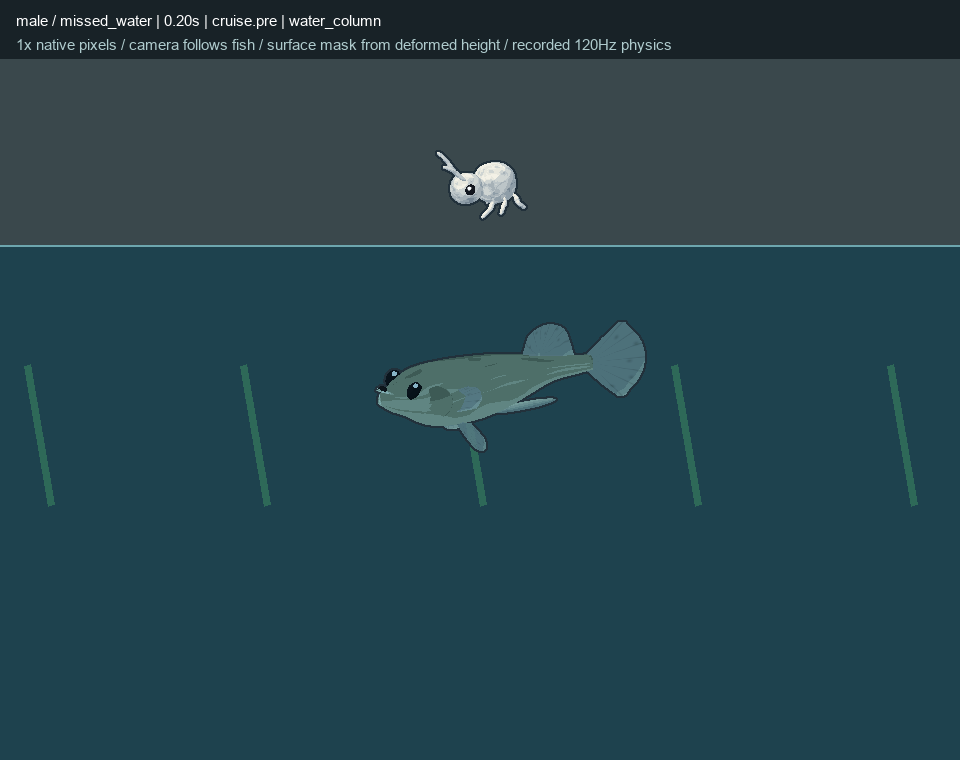 male / missed_water | 0.20s | cruise.pre | water_column
1x native pixels / camera follows fish / surface mask from deformed height / recorded 120Hz physics